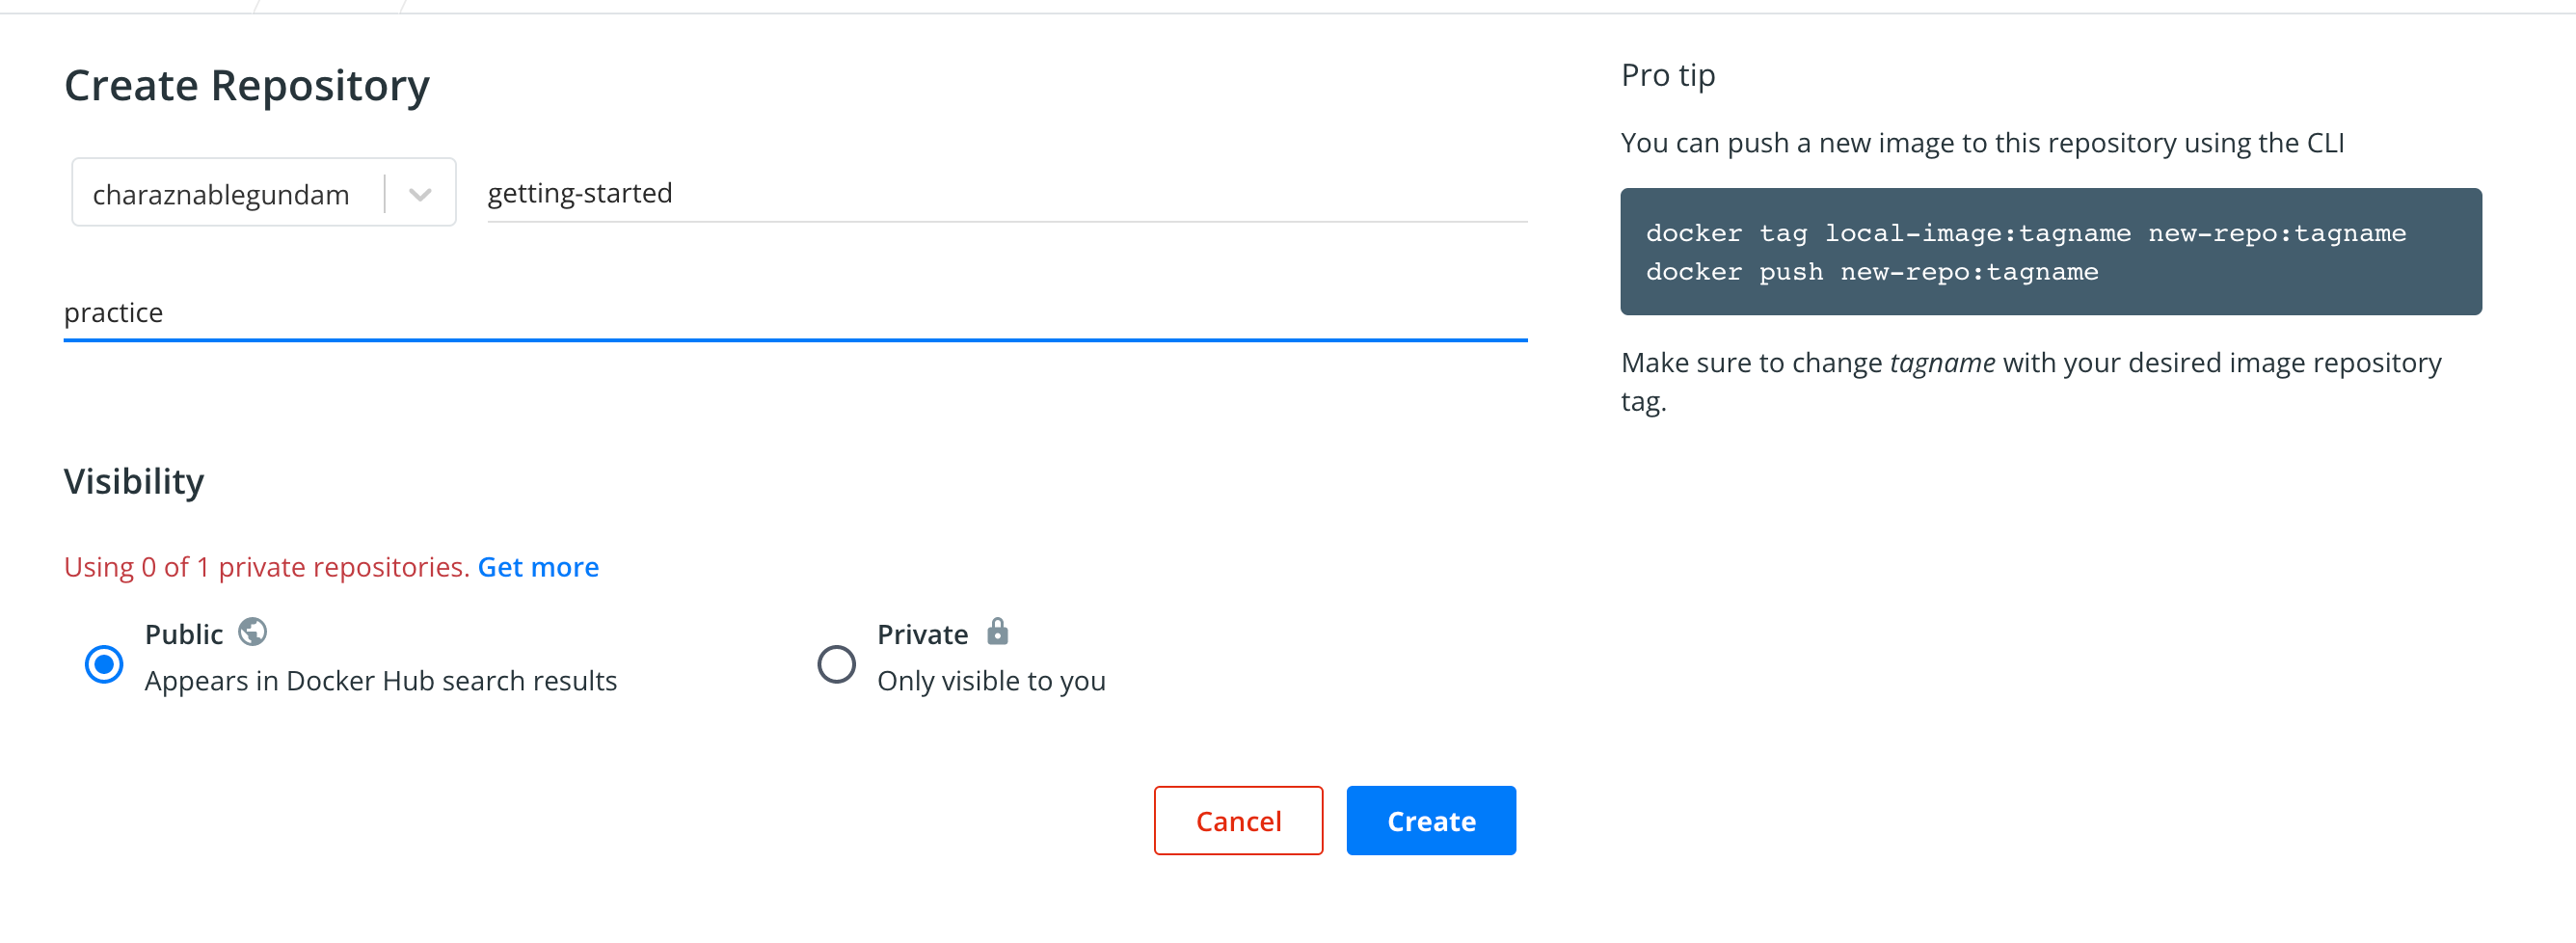 Create Repository
charaznablegundam
getting-started
practice
Visibility
Using 0 of 1 private repositories. Get more
Public
Appears in Docker Hub search results
Private
Only visible to you
Cancel
Create
Pro tip
You can push a new image to this repository using the CLI
docker tag local-image:tagname new-repo:tagname
docker push new-repo:tagname
Make sure to change tagname with your desired image repository
tag.